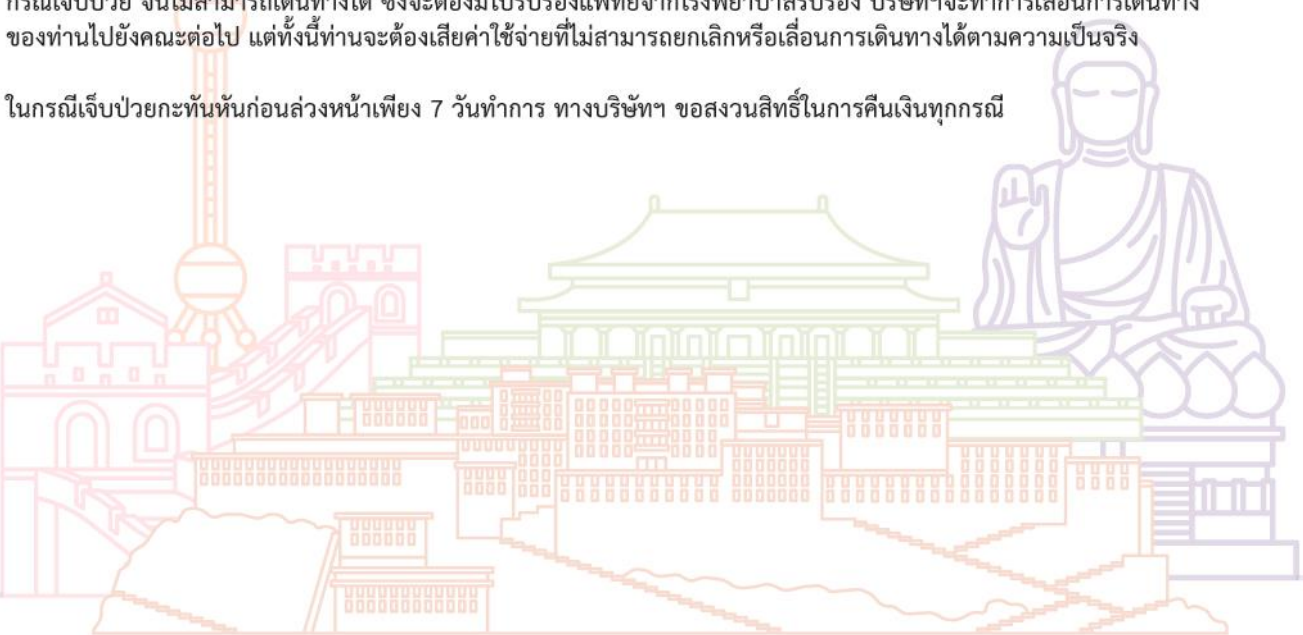 กรณีเจ็บป่วย จนไม่สามารถเดินทางได้ ซึ่งจะต้องมีใบรับรองแพทย์จากโรงพยาบาลรับรอง บริษัทฯจะทำการเลื่อนการเดินทาง
ของท่านไปยังคณะต่อไป แต่ทั้งนี้ท่านจะต้องเสียค่าใช้จ่ายที่ไม่สามารถยกเลิกหรือเลื่อนการเดินทางได้ตามความเป็นจริง
ในกรณีเจ็บป่วยกะทันหันก่อนล่วงหน้าเพียง 7 วันทำการ ทางบริษัทฯ ขอสงวนสิทธิ์ในการคืนเงินทุกกรณี